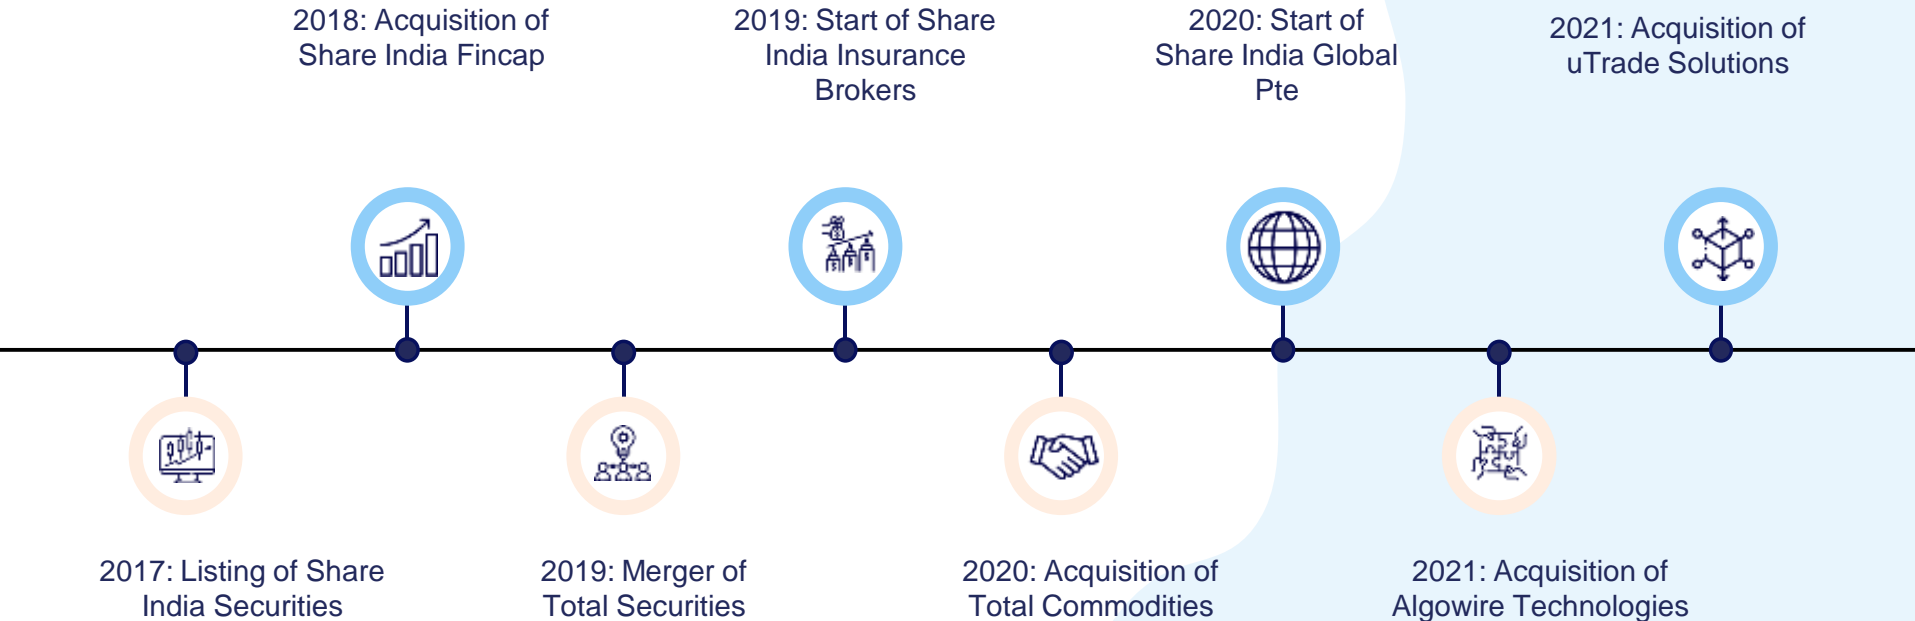 2018: Acquisition of
Share India Fincap
2019: Start of Share
India Insurance
Brokers
2020: Start of
Share India Global
Pte
2021: Acquisition of
uTrade Solutions
2017: Listing of Share
India Securities
2019: Merger of
Total Securities
2020: Acquisition of
Total Commodities
2021: Acquisition of
Algowire Technologies